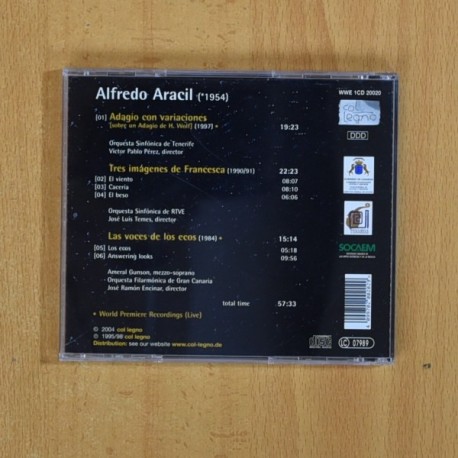 Alfredo Aracil (*1954)
WWE 1CD 20020
col legno
DDD
[01] Adagio con variaciones
[sobre un Adagio de H. Wolf] (1997) • 19:23
Orquesta Sinfónica de Tenerife
Víctor Pablo Pérez, director
Tres imágenes de Francesca (1990/91) 22:23
[02] El viento 08:07
[03] Cacería 08:10
[04] El beso 06:06
Orquesta Sinfónica de RTVE
José Luis Temes, director
SOCAEM
Las voces de los ecos (1984) • 15:14
[05] Los ecos 05:18
[06] Answering looks 09:56
Ameral Gunson, mezzo-soprano
Orquesta Filarmónica de Gran Canaria
José Ramón Encinar, director
total time 57:33
• World Premiere Recordings (Live)
© 2004 col legno
℗ 1995/98 col legno
Distribution: see our website www.col-legno.de
LC 07989